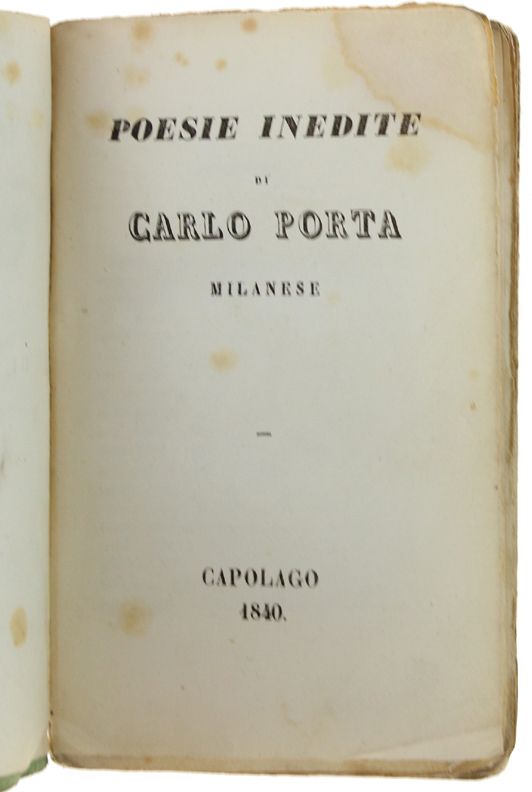 POESIE INEDITE
DI
CARLO PORTA
MILANESE
CAPOLAGO
1840.